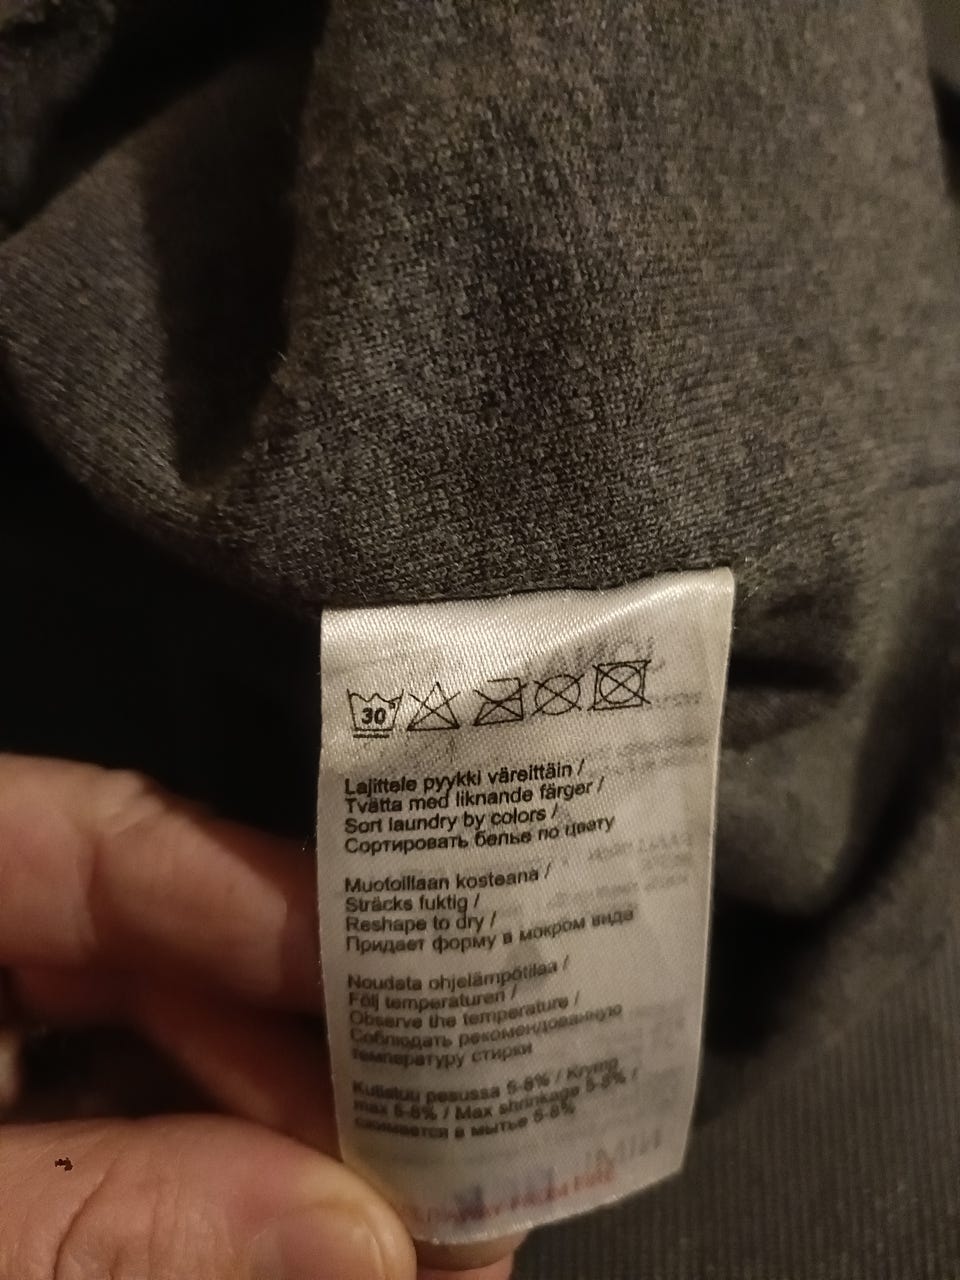 30°
Lajittele pyykki väreittäin /
Tvätta med liknande färger /
Sort laundry by colors /
Сортировать белье по цвету
Muotoillaan kosteana /
Sträcks fuktig /
Reshape to dry /
Придает форму в мокром вида
Noudata ohjelämpötilaa /
Följ temperaturen /
Observe the temperature /
Соблюдать рекомендованную
температуру стирки
Kutistuu pesussa 5-8% / Krymp
max 5-8% / Max shrinkage 5-8% /
сжимается в мытье 5-8%